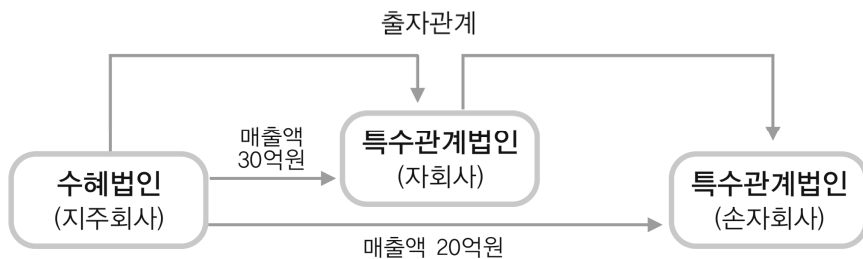 출자관계
매출액
30억원
특수관계법인
(자회사)
수혜법인
(지주회사)
특수관계법인
(손자회사)
매출액 20억원